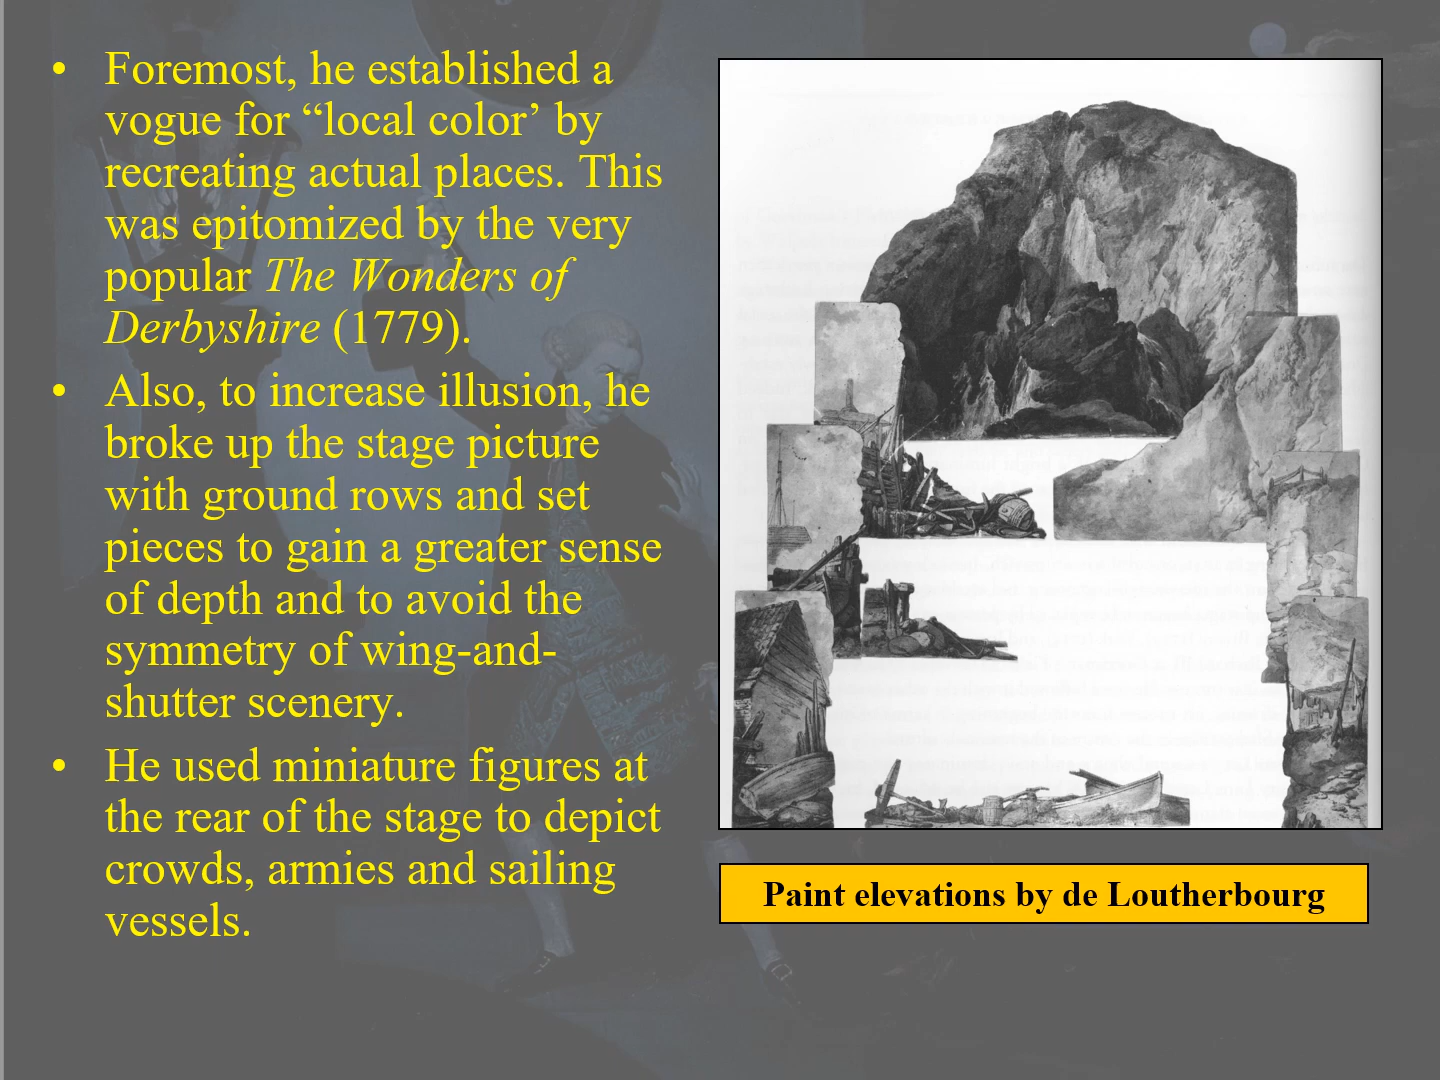 • Foremost, he established a
vogue for “local color’ by
recreating actual places. This
was epitomized by the very
popular The Wonders of
Derbyshire (1779).
• Also, to increase illusion, he
broke up the stage picture
with ground rows and set
pieces to gain a greater sense
of depth and to avoid the
symmetry of wing-and-
shutter scenery.
• He used miniature figures at
the rear of the stage to depict
crowds, armies and sailing
vessels.
Paint elevations by de Loutherbourg